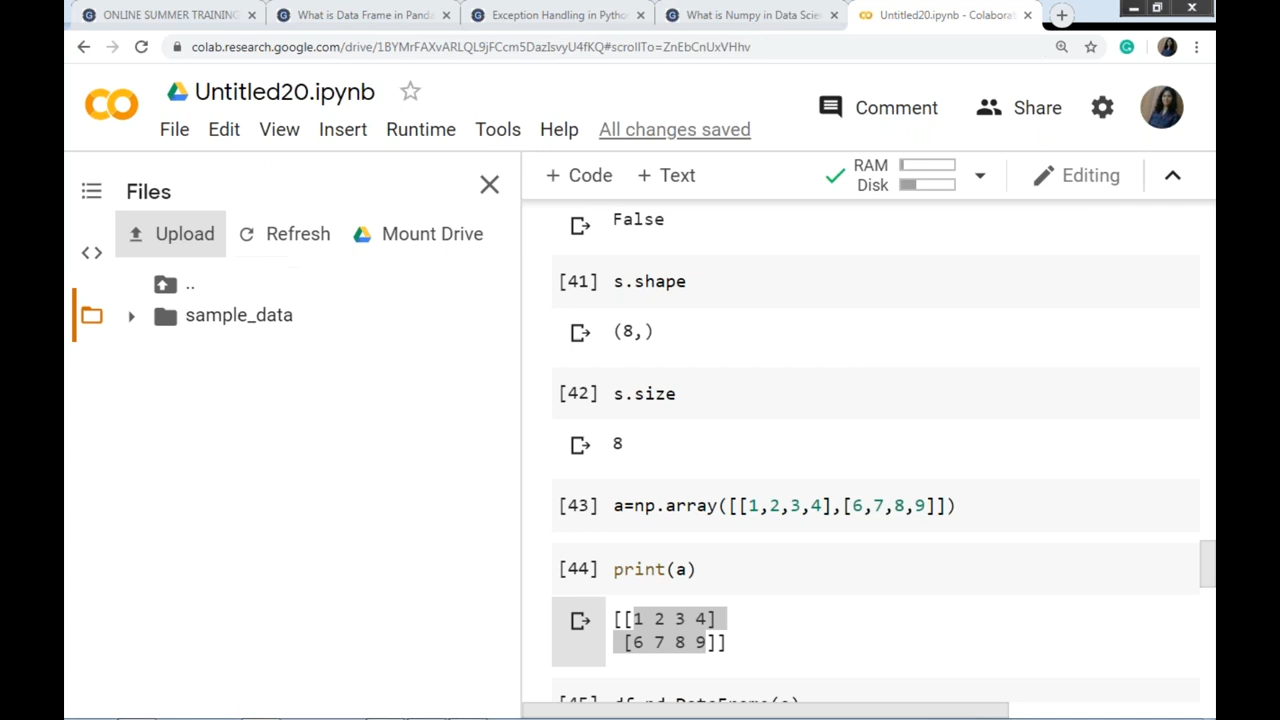 ONLINE SUMMER TRAINING
What is Data Frame in Panda
Exception Handling in Pytho
What is Numpy in Data Scie
Untitled20.ipynb - Colaborat
colab.research.google.com/drive/1BYMrFAXvARLQL9jFCcm5DazIsvyU4fKQ#scrollTo=ZnEbCnUxVHhv
Untitled20.ipynb
Comment
Share
File Edit View Insert Runtime Tools Help All changes saved
Files
+ Code + Text
RAM
Disk
Editing
Upload Refresh Mount Drive
..
sample_data
False
[41] s.shape
(8,)
[42] s.size
8
[43] a=np.array([[1,2,3,4],[6,7,8,9]])
[44] print(a)
[[1 2 3 4]
[6 7 8 9]]